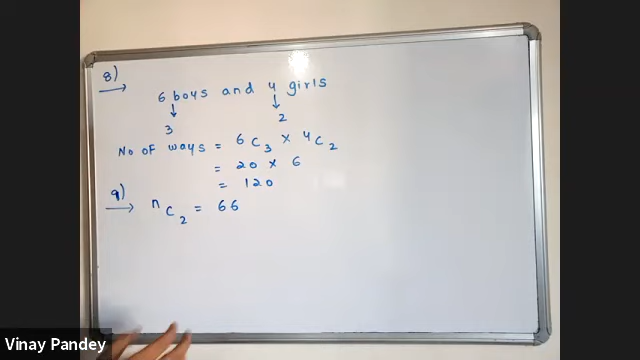 8)
6 boys and 4 girls
3 2
No of ways = 6C3 x 4C2
= 20 x 6
= 120
9) nC2 = 66
Vinay Pandey